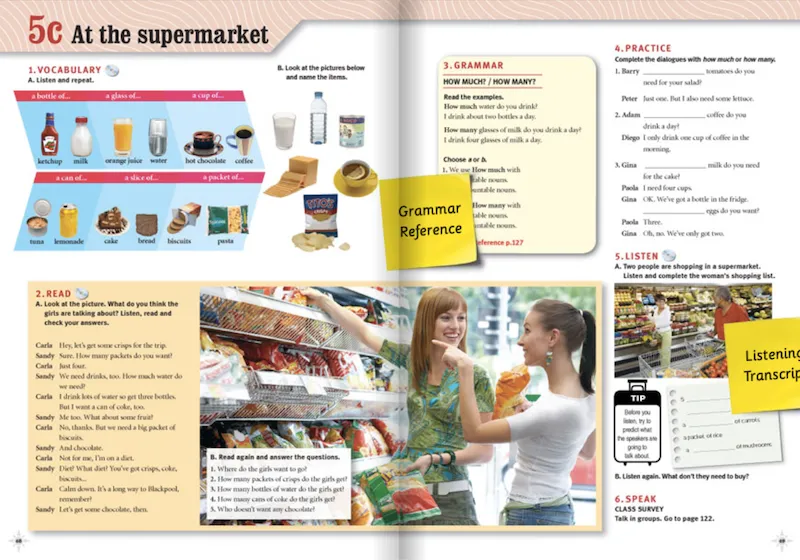 5c At the supermarket
1. VOCABULARY
A. Listen and repeat.
a bottle of... a glass of... a cup of...
ketchup milk orange juice water hot chocolate coffee
a can of... a slice of... a packet of...
tuna lemonade cake bread biscuits pasta
B. Look at the pictures below
and name the items.
CRISPS
2. READ
A. Look at the picture. What do you think the
girls are talking about? Listen, read and
check your answers.
Carla Hey, let's get some crisps for the trip.
Sandy Sure. How many packets do you want?
Carla Just four.
Sandy We need drinks, too. How much water do
we need?
Carla I drink lots of water so get three bottles.
But I want a can of coke, too.
Sandy Me too. What about some fruit?
Carla No, thanks. But we need a big packet of
biscuits.
Sandy And chocolate.
Carla Not for me, I'm on a diet.
Sandy Diet? What diet? You've got crisps, coke,
biscuits...
Carla Calm down. It's a long way to Blackpool,
remember!
Sandy Let's get some chocolate, then.
B. Read again and answer the questions.
1. Where do the girls want to go?
2. How many packets of crisps do the girls get?
3. How many bottles of water do the girls get?
4. How many cans of coke do the girls get?
5. Who doesn't want any chocolate?
3. GRAMMAR
HOW MUCH? / HOW MANY?
Read the examples.
How much water do you drink?
I drink about two bottles a day.
How many glasses of milk do you drink a day?
I drink four glasses of milk a day.
Choose a or b.
1. We use How much with
table nouns.
untable nouns.
How many with
table nouns.
untable nouns.
eference p.127
Grammar
Reference
4. PRACTICE
Complete the dialogues with how much or how many.
1. Barry ____________ tomatoes do you
need for your salad?
Peter Just one. But I also need some lettuce.
2. Adam ____________ coffee do you
drink a day?
Diego I only drink one cup of coffee in the
morning.
3. Gina ____________ milk do you need
for the cake?
Paola I need four cups.
Gina OK. We've got a bottle in the fridge.
____________ eggs do you want?
Paola Three.
Gina Oh, no. We've only got two.
5. LISTEN
A. Two people are shopping in a supermarket.
Listen and complete the woman's shopping list.
Listening
Transcrip
TIP
Before you
listen, try to
predict what
the speakers are
going to
talk about
of carrots
a packet of rice
of mushrooms
B. Listen again. What don't they need to buy?
6. SPEAK
CLASS SURVEY
Talk in groups. Go to page 122.